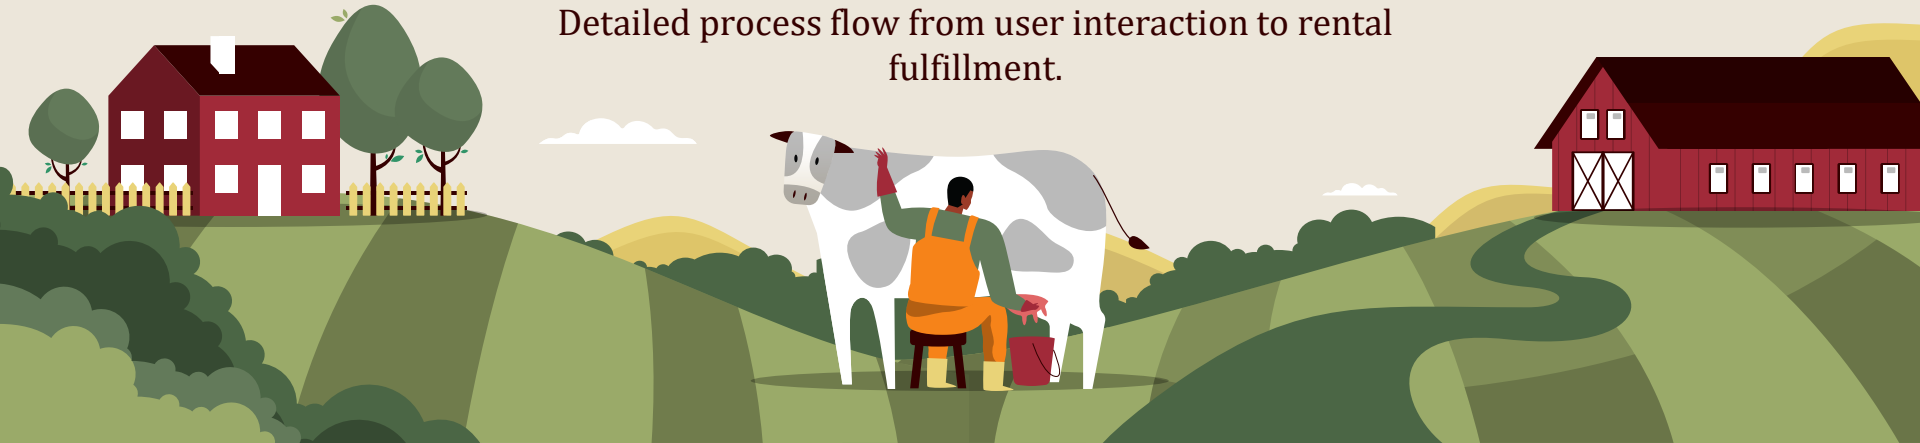 Detailed process flow from user interaction to rental
fulfillment.